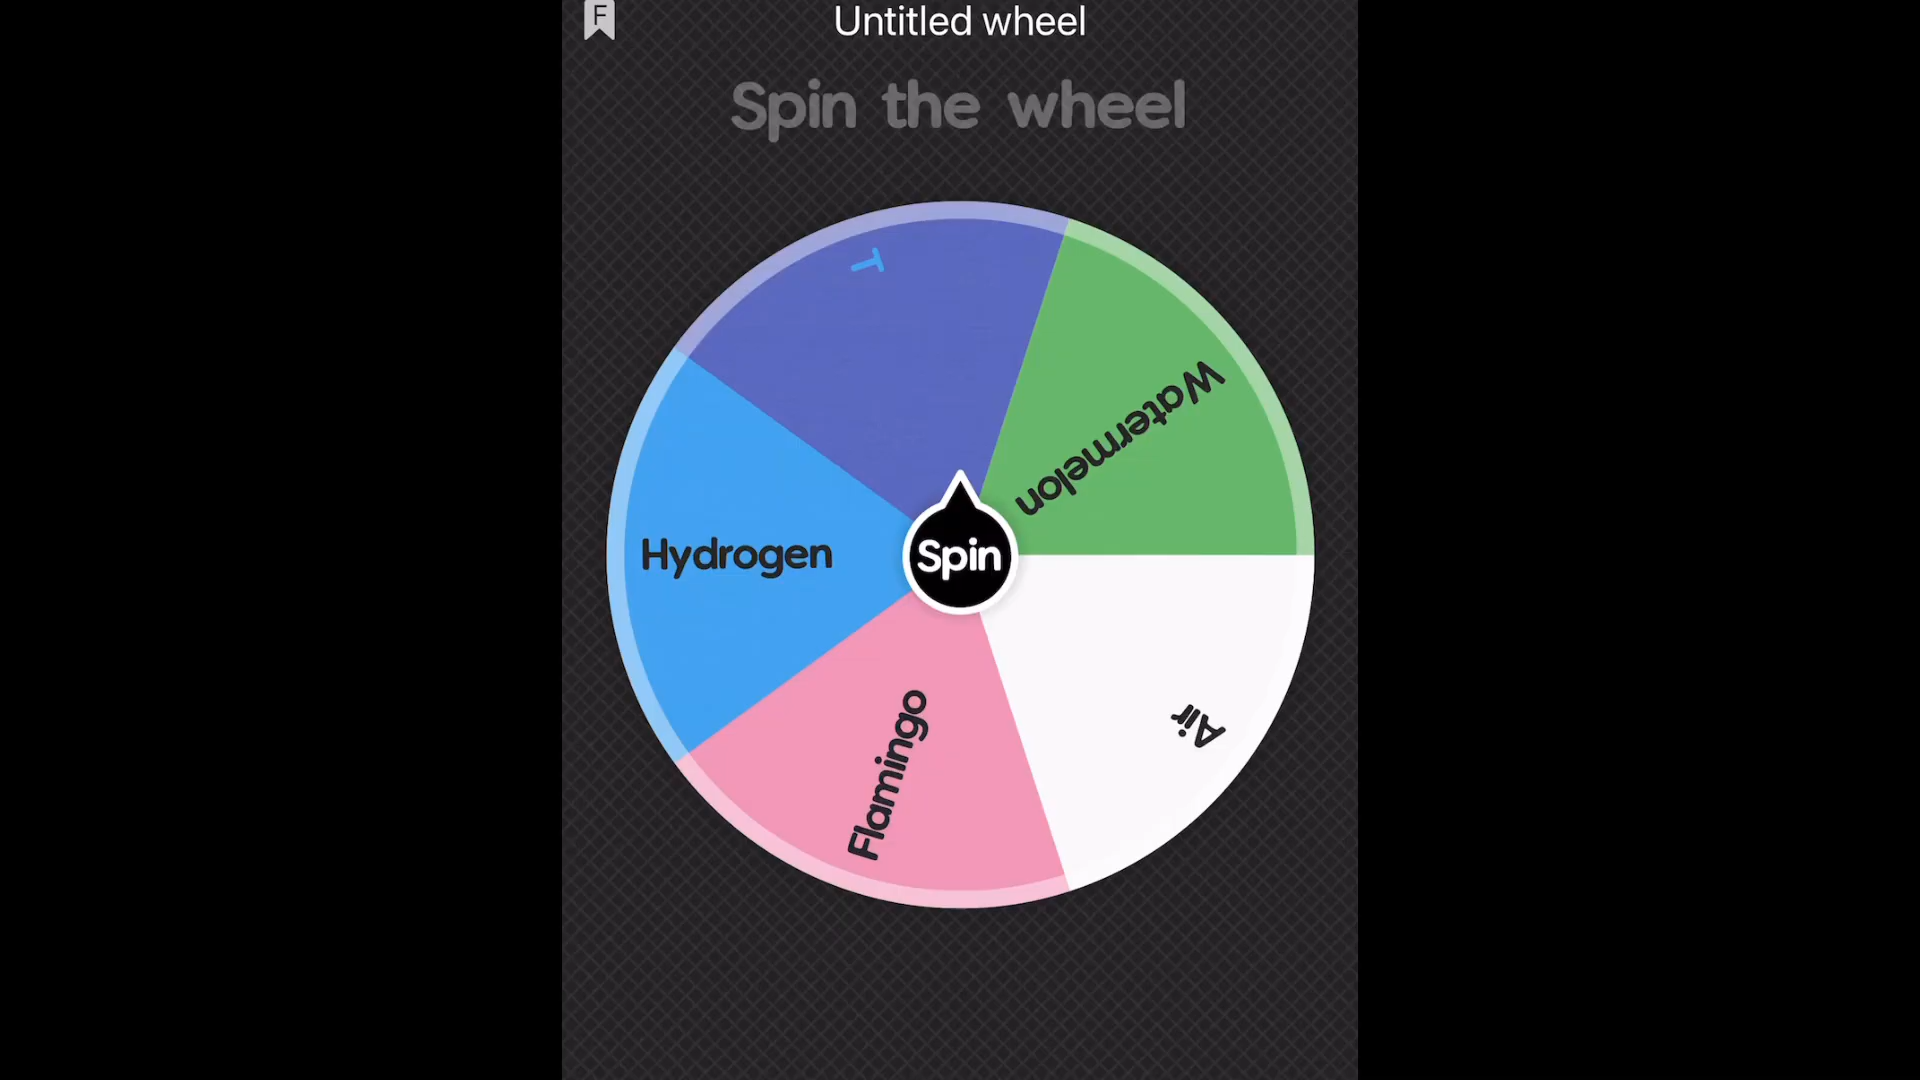 F
Untitled wheel
Spin the wheel
T
Watermelon
Hydrogen
Spin
Air
Flamingo